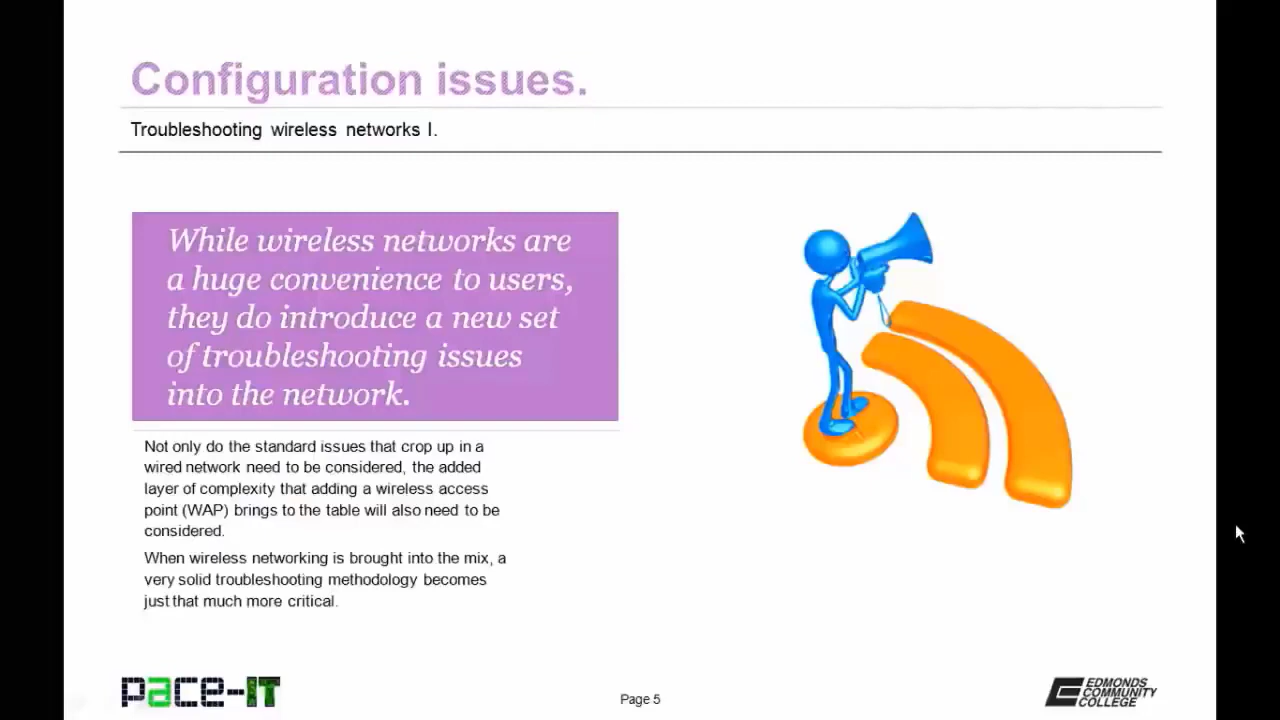 Configuration issues.
Troubleshooting wireless networks I.
While wireless networks are
a huge convenience to users,
they do introduce a new set
of troubleshooting issues
into the network.
Not only do the standard issues that crop up in a
wired network need to be considered, the added
layer of complexity that adding a wireless access
point (WAP) brings to the table will also need to be
considered.
When wireless networking is brought into the mix, a
very solid troubleshooting methodology becomes
just that much more critical.
pace-IT
Page 5
EDMONDS
COMMUNITY
COLLEGE